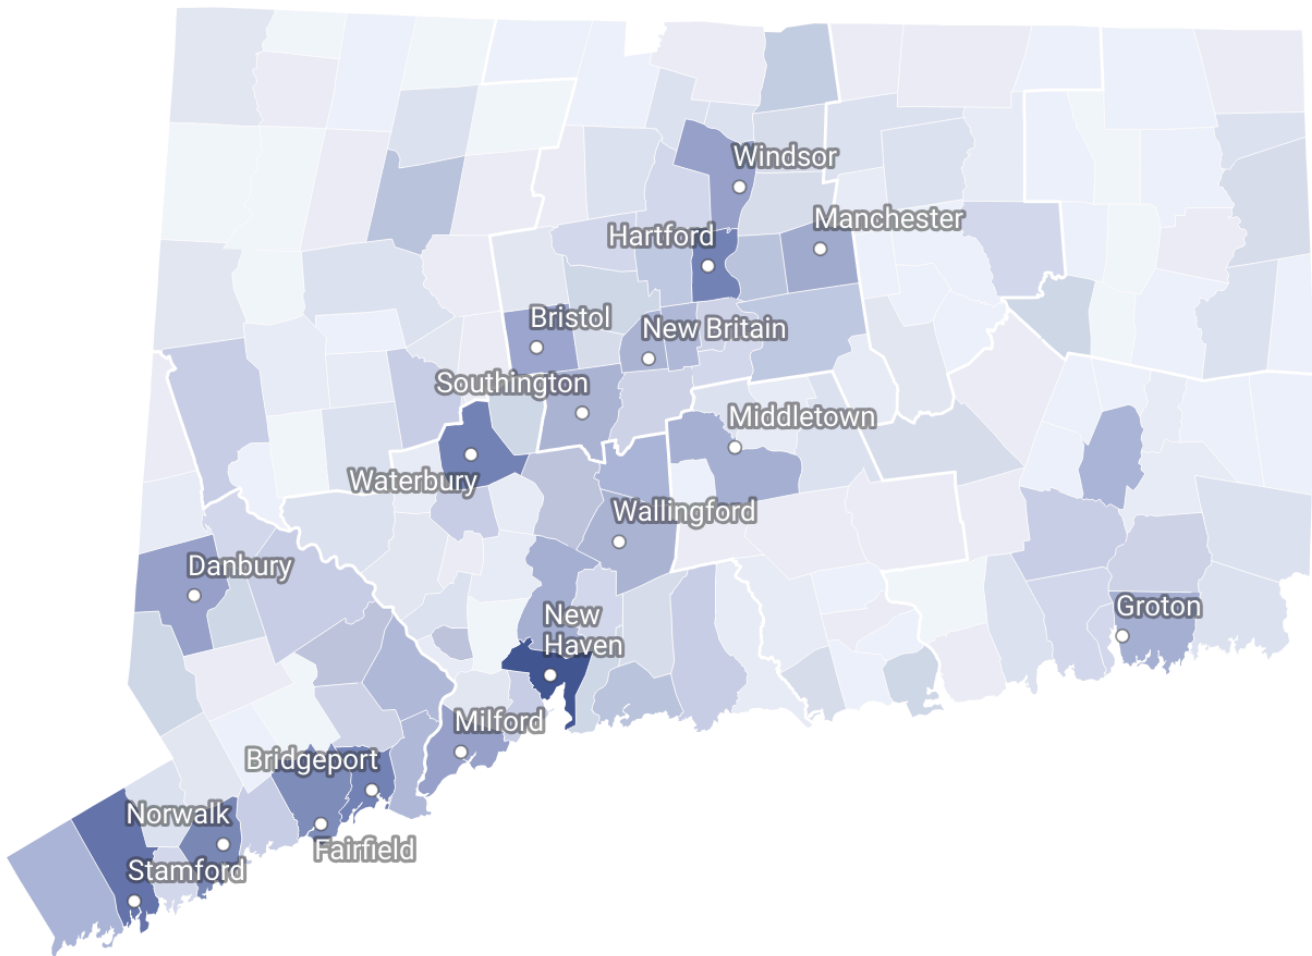 Windsor
Manchester
Hartford
Bristol
New Britain
Southington
Middletown
Waterbury
Wallingford
Danbury
Groton
New
Haven
Milford
Bridgeport
Norwalk
Fairfield
Stamford